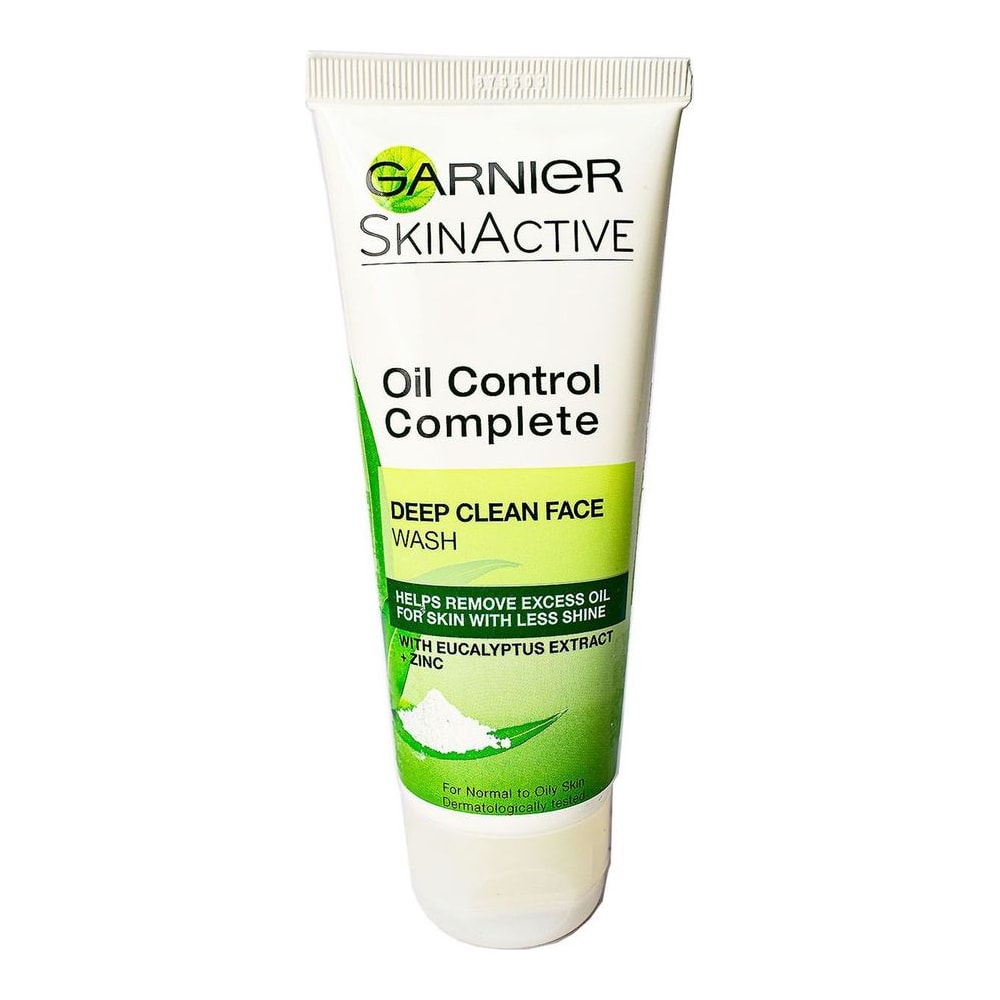 GARNIER
SKINACTIVE
Oil Control
Complete
DEEP CLEAN FACE
WASH
HELPS REMOVE EXCESS OIL
FOR SKIN WITH LESS SHINE
WITH EUCALYPTUS EXTRACT
+ ZINC
For Normal to Oily Skin
Dermatologically tested